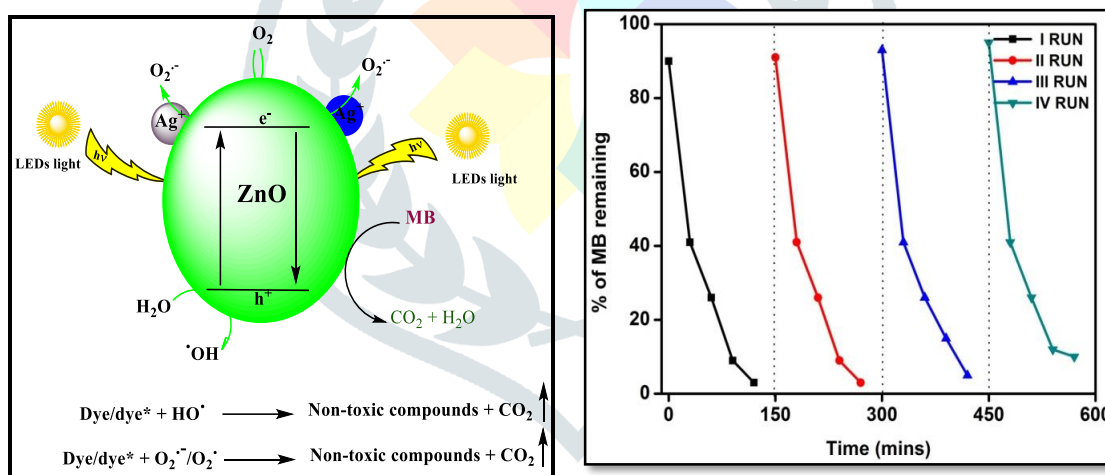 O₂
O₂·⁻
O₂·⁻
Ag⁺
Ag⁺
e⁻
hν
hν
LEDs light
LEDs light
ZnO
MB
H₂O
h⁺
CO₂ + H₂O
·OH
Dye/dye* + HO· Non-toxic compounds + CO₂
Dye/dye* + O₂·⁻/O₂· Non-toxic compounds + CO₂
% of MB remaining
100
80
60
40
20
0
I RUN
II RUN
III RUN
IV RUN
0 150 300 450 600
Time (mins)